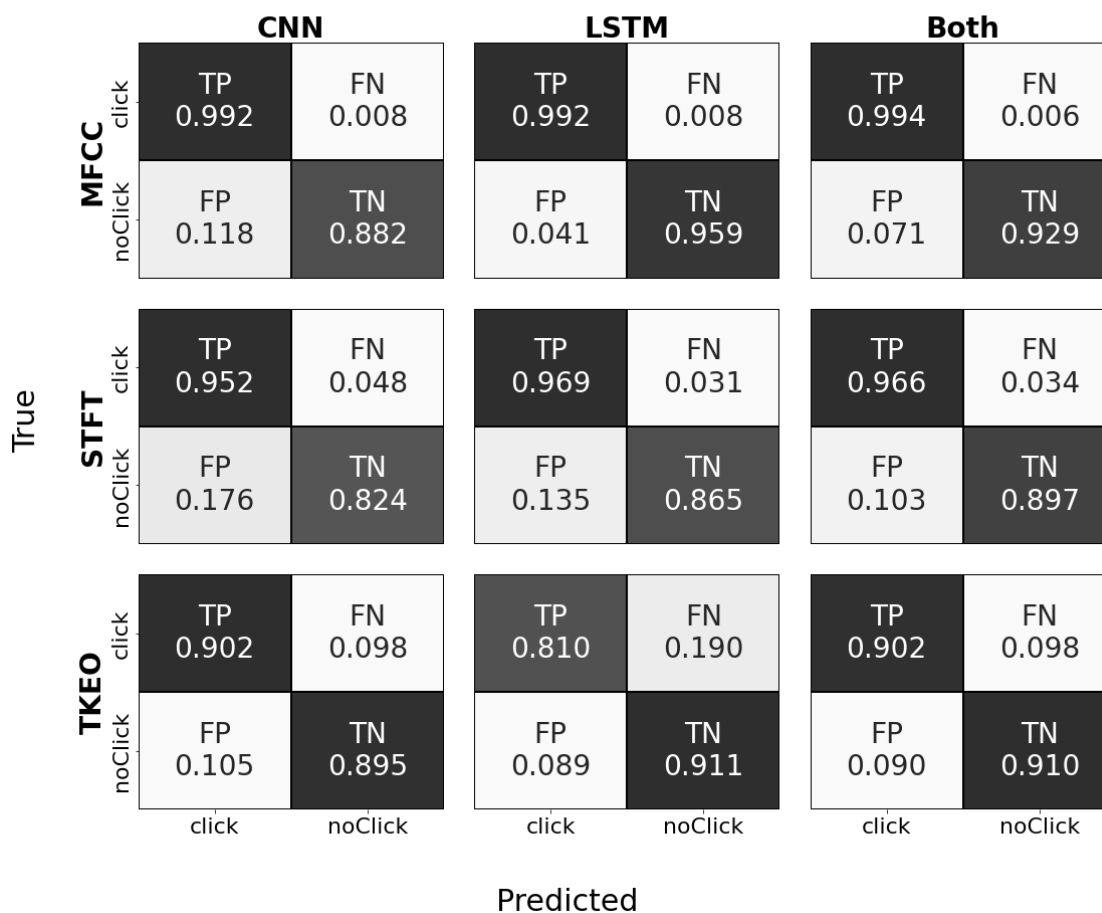 CNN LSTM Both
MFCC
click
TP FN TP FN TP FN
0.992 0.008 0.992 0.008 0.994 0.006
noClick
FP TN FP TN FP TN
0.118 0.882 0.041 0.959 0.071 0.929
True
STFT
click
TP FN TP FN TP FN
0.952 0.048 0.969 0.031 0.966 0.034
noClick
FP TN FP TN FP TN
0.176 0.824 0.135 0.865 0.103 0.897
TKEO
click
TP FN TP FN TP FN
0.902 0.098 0.810 0.190 0.902 0.098
noClick
FP TN FP TN FP TN
0.105 0.895 0.089 0.911 0.090 0.910
click noClick click noClick click noClick
Predicted